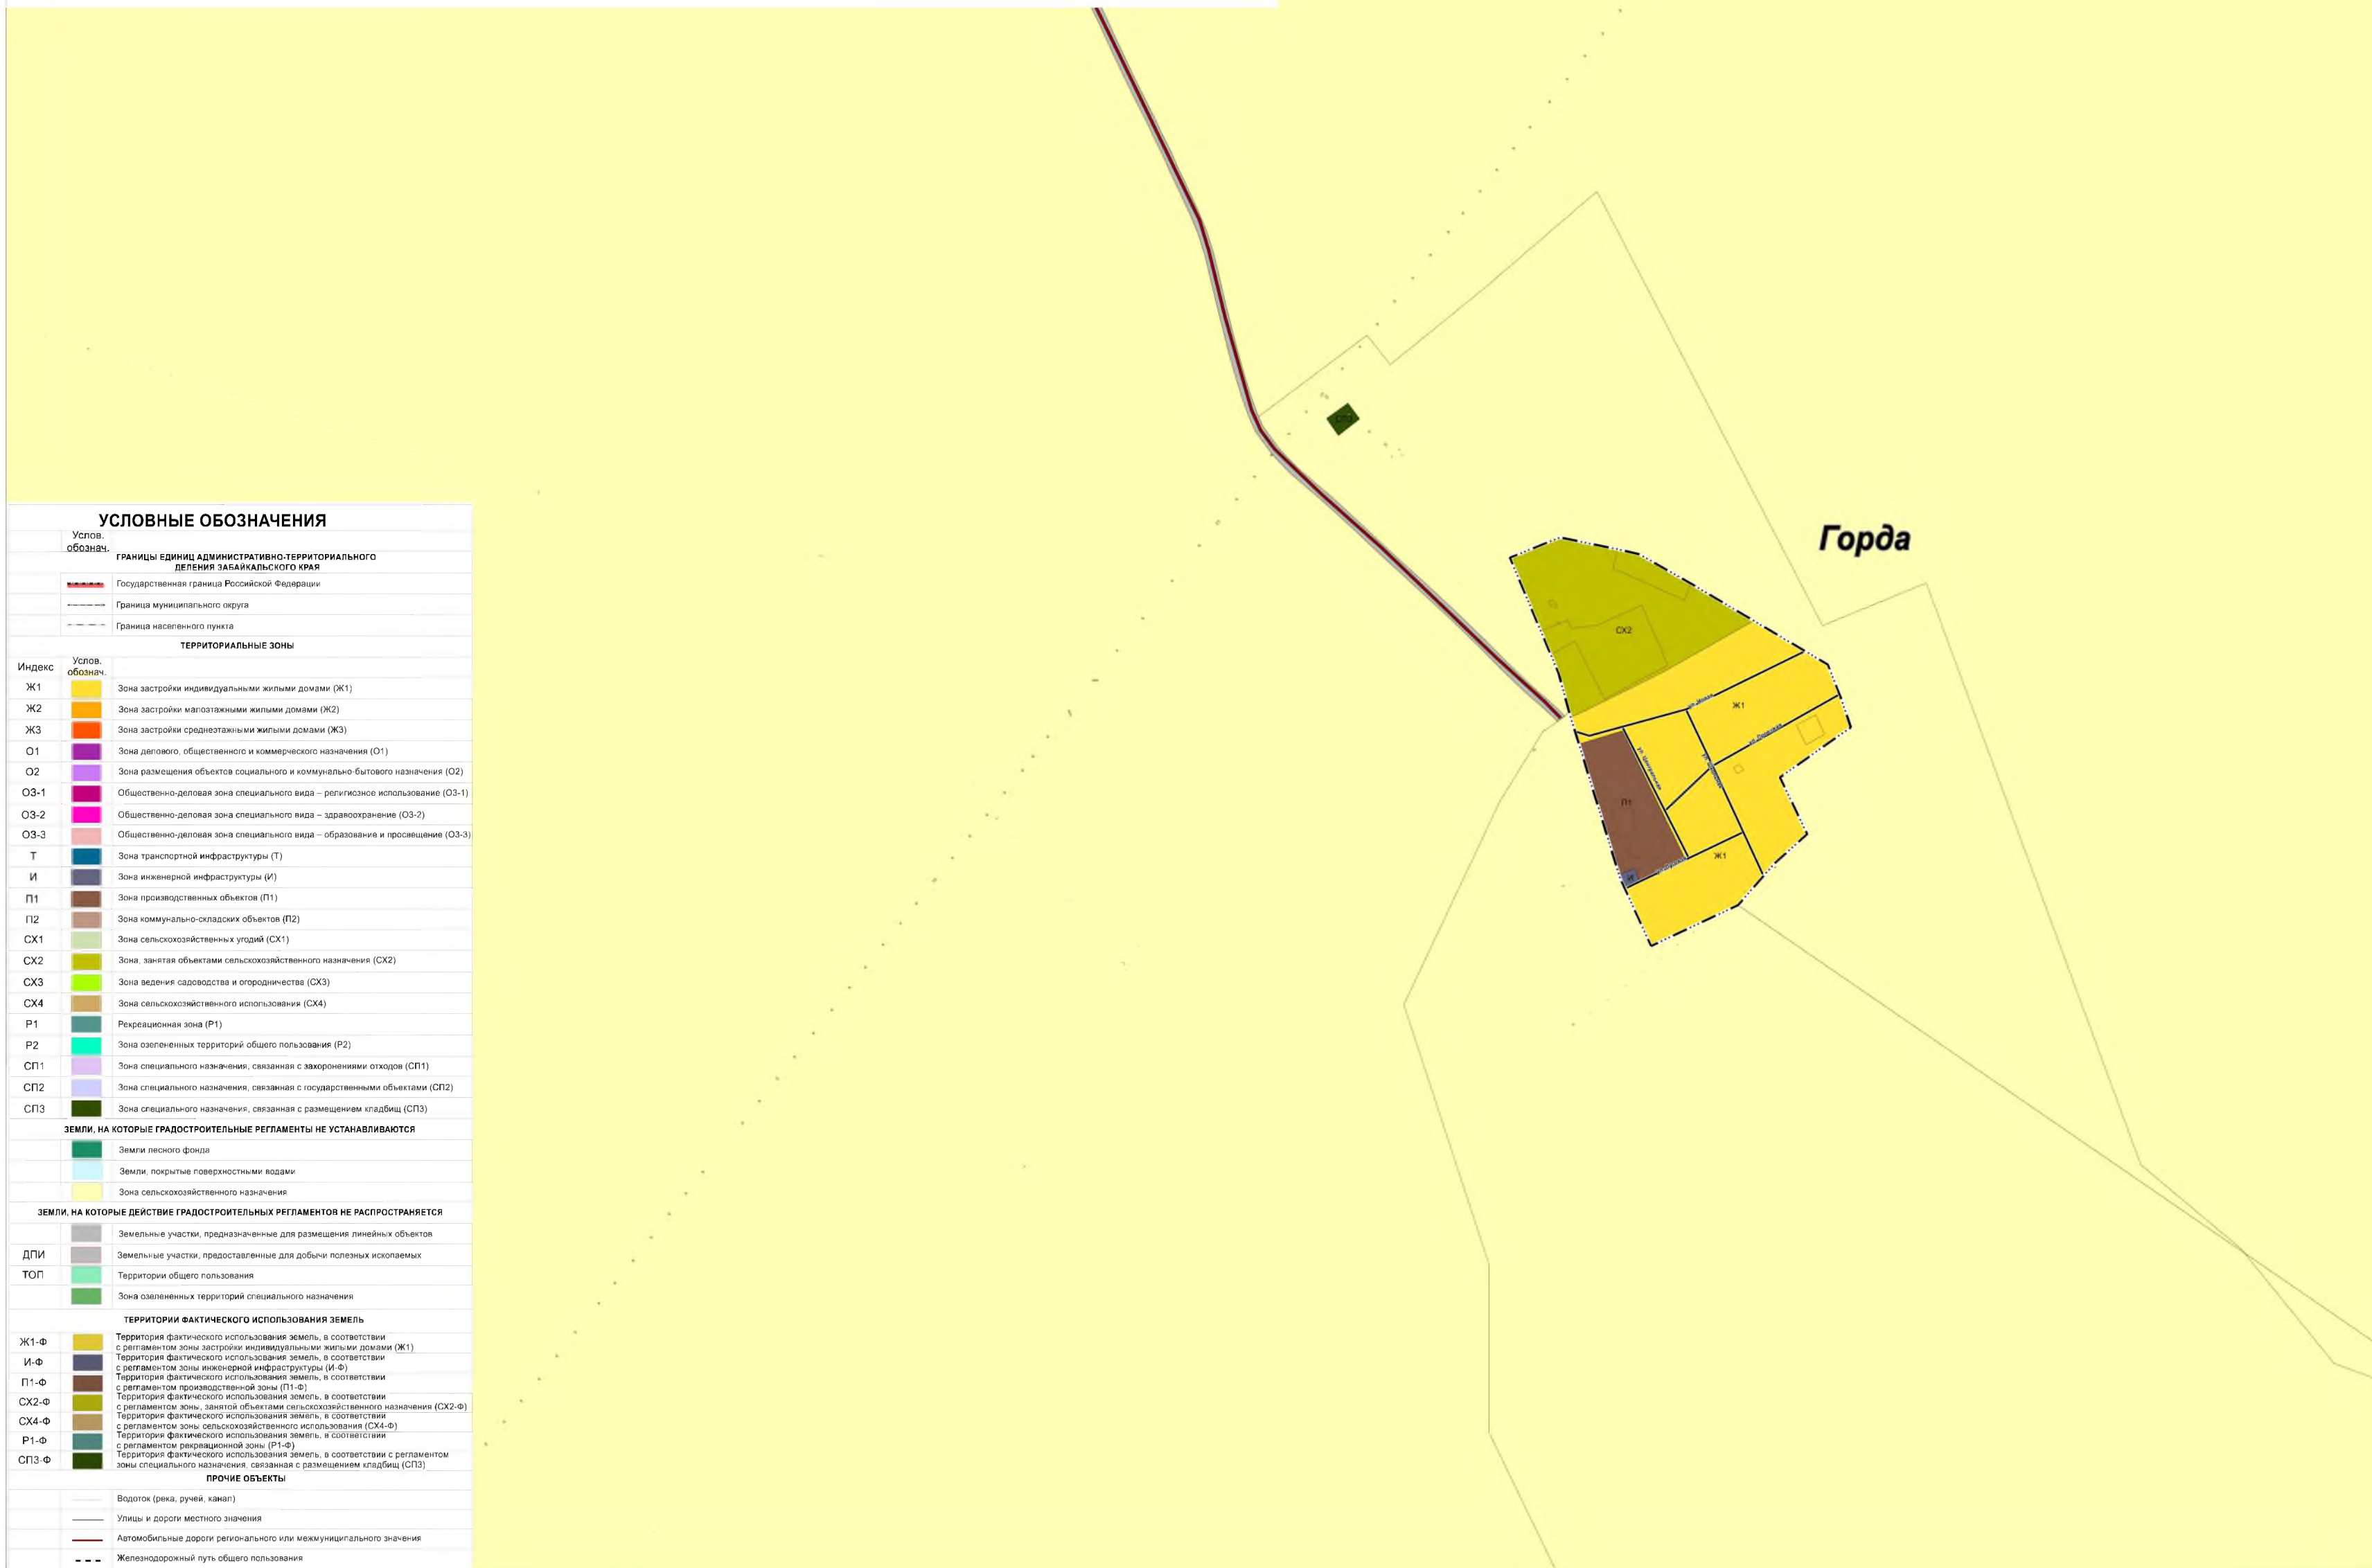 УСЛОВНЫЕ ОБОЗНАЧЕНИЯ
Услов.
обознач.
ГРАНИЦЫ ЕДИНИЦ АДМИНИСТРАТИВНО-ТЕРРИТОРИАЛЬНОГО
ДЕЛЕНИЯ ЗАБАЙКАЛЬСКОГО КРАЯ
Государственная граница Российской Федерации
Граница муниципального округа
Граница населенного пункта
ТЕРРИТОРИАЛЬНЫЕ ЗОНЫ
Индекс Услов.
обознач.
Ж1 Зона застройки индивидуальными жилыми домами (Ж1)
Ж2 Зона застройки малоэтажными жилыми домами (Ж2)
Ж3 Зона застройки среднеэтажными жилыми домами (Ж3)
О1 Зона делового, общественного и коммерческого назначения (О1)
О2 Зона размещения объектов социального и коммунально-бытового назначения (О2)
О3-1 Общественно-деловая зона специального вида – религиозное использование (О3-1)
О3-2 Общественно-деловая зона специального вида – здравоохранение (О3-2)
О3-3 Общественно-деловая зона специального вида – образование и просвещение (О3-3)
Т Зона транспортной инфраструктуры (Т)
И Зона инженерной инфраструктуры (И)
П1 Зона производственных объектов (П1)
П2 Зона коммунально-складских объектов (П2)
СХ1 Зона сельскохозяйственных угодий (СХ1)
СХ2 Зона, занятая объектами сельскохозяйственного назначения (СХ2)
СХ3 Зона ведения садоводства и огородничества (СХ3)
СХ4 Зона сельскохозяйственного использования (СХ4)
Р1 Рекреационная зона (Р1)
Р2 Зона озелененных территорий общего пользования (Р2)
СП1 Зона специального назначения, связанная с захоронениями отходов (СП1)
СП2 Зона специального назначения, связанная с государственными объектами (СП2)
СП3 Зона специального назначения, связанная с размещением кладбищ (СП3)
ЗЕМЛИ, НА КОТОРЫЕ ГРАДОСТРОИТЕЛЬНЫЕ РЕГЛАМЕНТЫ НЕ УСТАНАВЛИВАЮТСЯ
Земли лесного фонда
Земли, покрытые поверхностными водами
Зона сельскохозяйственного назначения
ЗЕМЛИ, НА КОТОРЫЕ ДЕЙСТВИЕ ГРАДОСТРОИТЕЛЬНЫХ РЕГЛАМЕНТОВ НЕ РАСПРОСТРАНЯЕТСЯ
Земельные участки, предназначенные для размещения линейных объектов
ДПИ Земельные участки, предоставленные для добычи полезных ископаемых
ТОП Территории общего пользования
Зона озелененных территорий специального назначения
ТЕРРИТОРИИ ФАКТИЧЕСКОГО ИСПОЛЬЗОВАНИЯ ЗЕМЕЛЬ
Ж1-Ф Территория фактического использования земель, в соответствии
с регламентом зоны застройки индивидуальными жилыми домами (Ж1)
И-Ф Территория фактического использования земель, в соответствии
с регламентом зоны инженерной инфраструктуры (И-Ф)
П1-Ф Территория фактического использования земель, в соответствии
с регламентом производственной зоны (П1-Ф)
СХ2-Ф Территория фактического использования земель, в соответствии
с регламентом зоны, занятой объектами сельскохозяйственного назначения (СХ2-Ф)
СХ4-Ф Территория фактического использования земель, в соответствии
с регламентом зоны сельскохозяйственного использования (СХ4-Ф)
Р1-Ф Территория фактического использования земель, в соответствии
с регламентом рекреационной зоны (Р1-Ф)
СП3-Ф Территория фактического использования земель, в соответствии с регламентом
зоны специального назначения, связанная с размещением кладбищ (СП3)
ПРОЧИЕ ОБЪЕКТЫ
Водоток (река, ручей, канал)
Улицы и дороги местного значения
Автомобильные дороги регионального или межмуниципального значения
Железнодорожный путь общего пользования
Горда
СХ2
Ж1
ул. Центральная
П1
Ж1
И